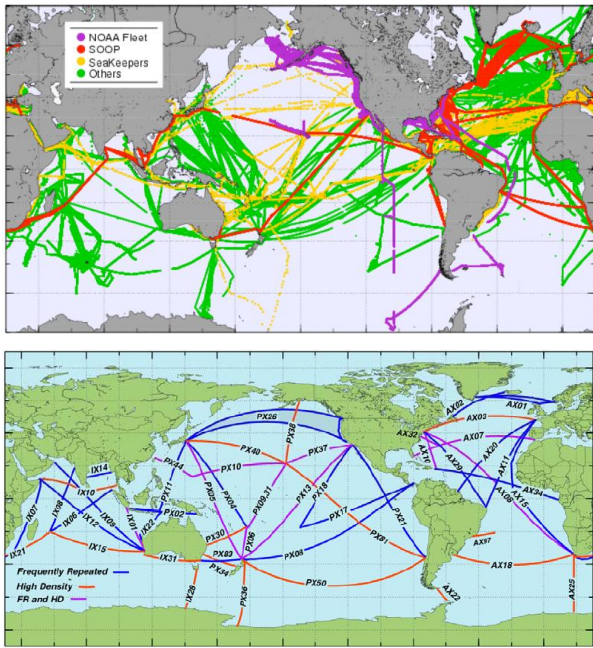 NOAA Fleet
SOOP
SeaKeepers
Others
AX02
AX01
PX26
AX03
PX38
AX32
AX07
PX40
PX37
AX10
AX29
AX20
AX11
PX44
PX10
IX14
PX05
PX04
PX09,31
PX13
PX18
AX08
AX15
AX34
IX10
PX11
IX07
IX08
IX06
IX12
IX09
IX01
IX22
PX02
PX17
PX21
PX30
PX06
PX81
AX97
IX21
IX15
IX31
PX83
PX08
PX34
AX18
Frequently Repeated
High Density
FR and HD
PX50
IX28
PX36
AX22
AX25